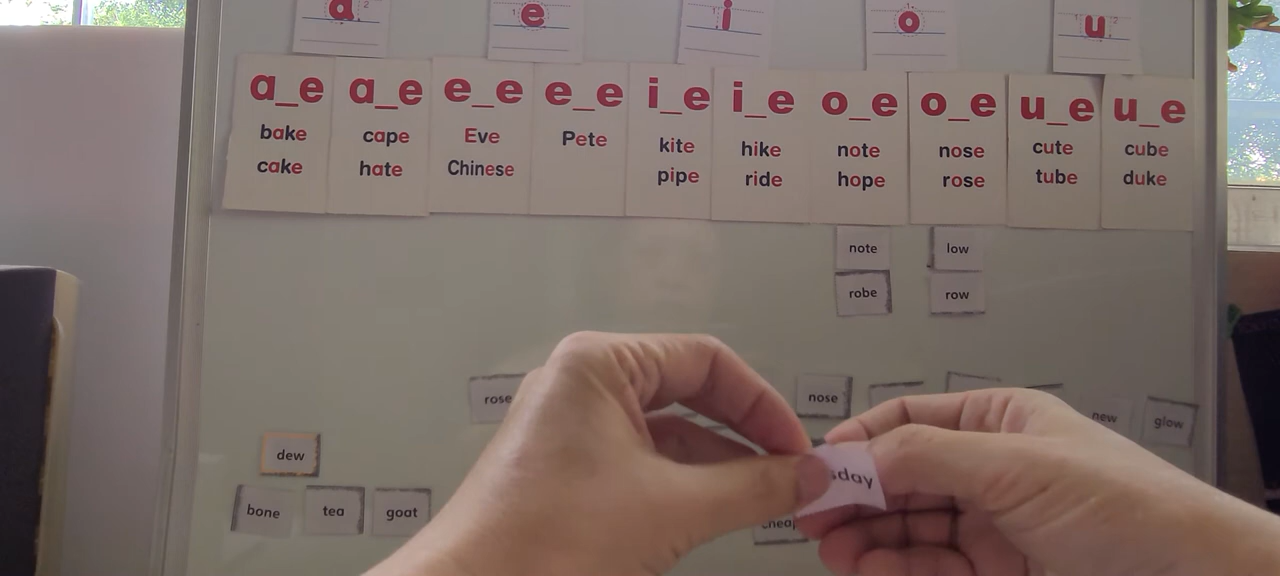 a e i o u
a_e a_e e_e e_e i_e i_e o_e o_e u_e u_e
bake cape Eve Pete kite hike note nose cute cube
cake hate Chinese pipe ride hope rose tube duke
note low
robe row
rose nose new glow
dew
sday
bone tea goat cheap